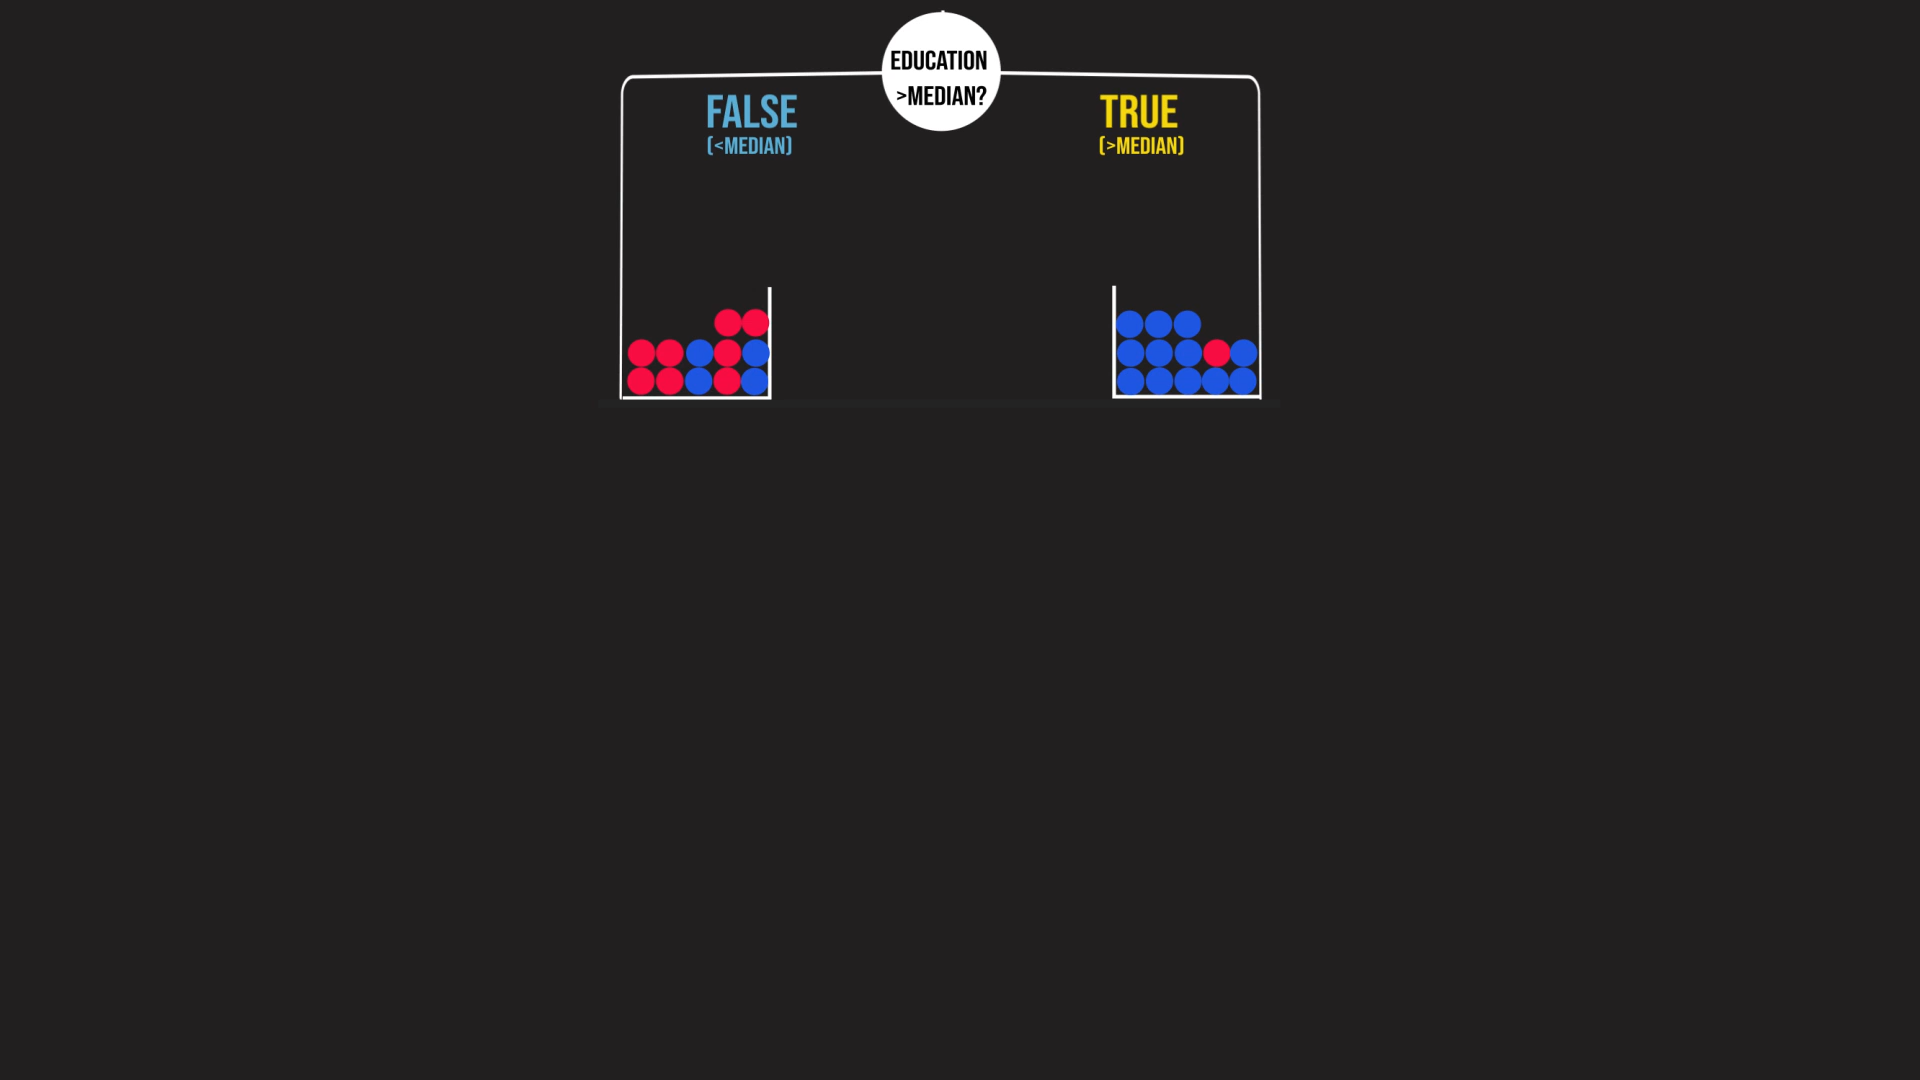 EDUCATION
>MEDIAN?
FALSE
(<MEDIAN)
TRUE
(>MEDIAN)